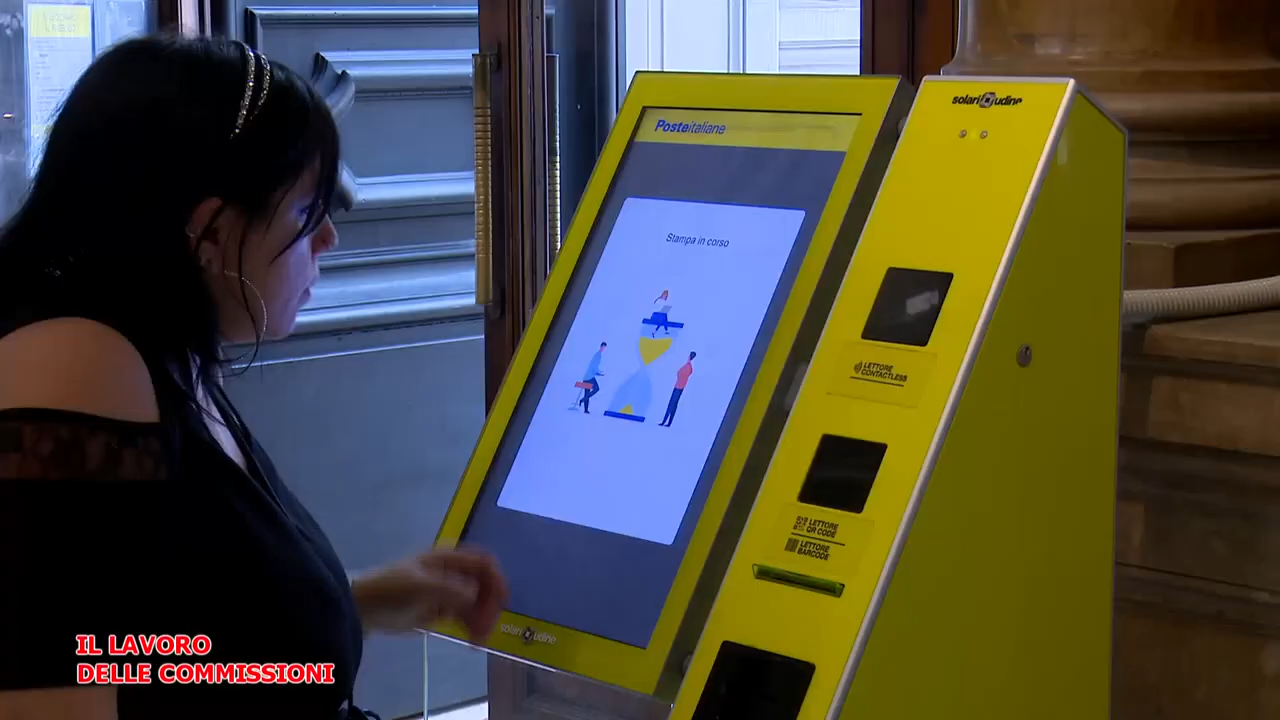 Posteitaliane
Stampa in corso
solari udine
solari udine
LETTORE
CONTACTLESS
LETTORE
QR CODE
LETTORE
BARCODE
IL LAVORO
DELLE COMMISSIONI